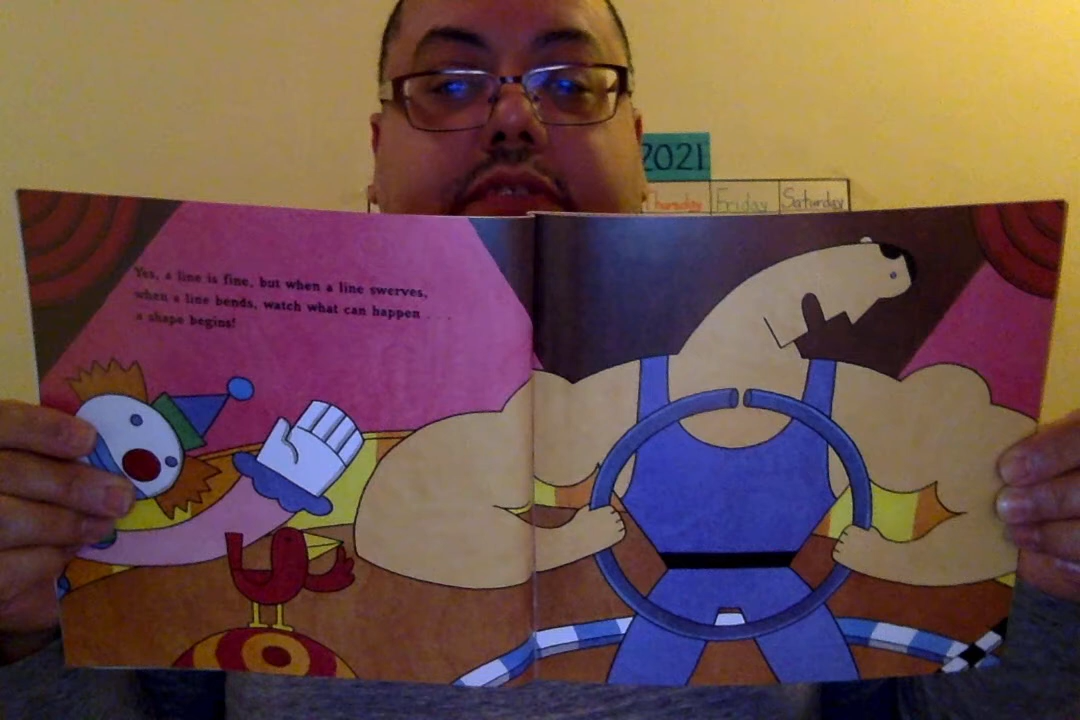 2021
Thursday Friday Saturday
Yes, a line is fine, but when a line swerves,
when a line bends, watch what can happen . . .
a shape begins!